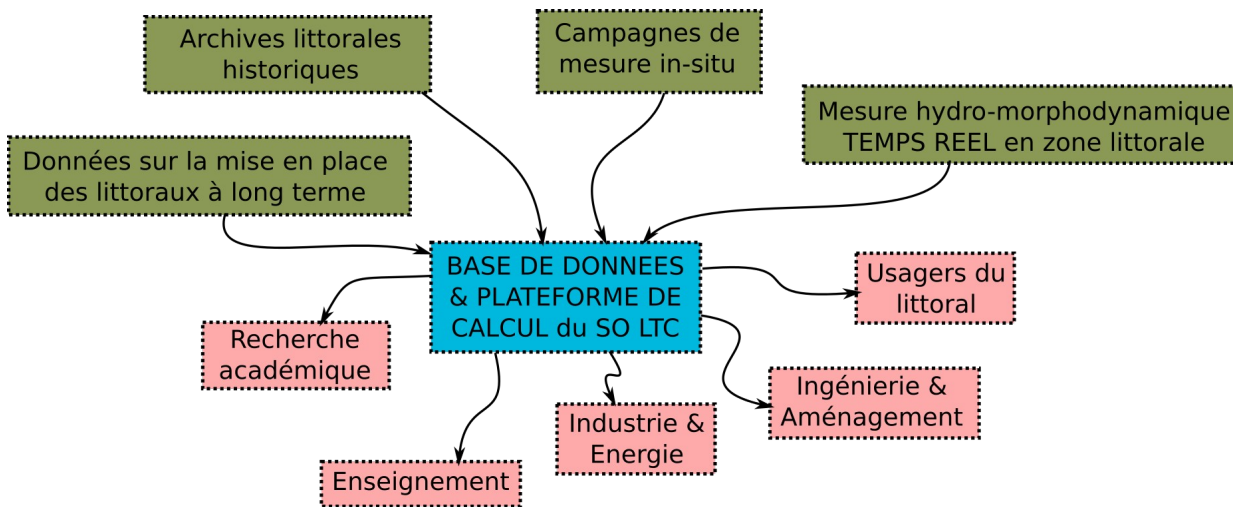 Archives littorales
historiques
Campagnes de
mesure in-situ
Mesure hydro-morphodynamique
TEMPS REEL en zone littorale
Données sur la mise en place
des littoraux à long terme
BASE DE DONNEES
& PLATEFORME DE
CALCUL du SO LTC
Usagers du
littoral
Recherche
académique
Ingénierie &
Aménagement
Industrie &
Energie
Enseignement